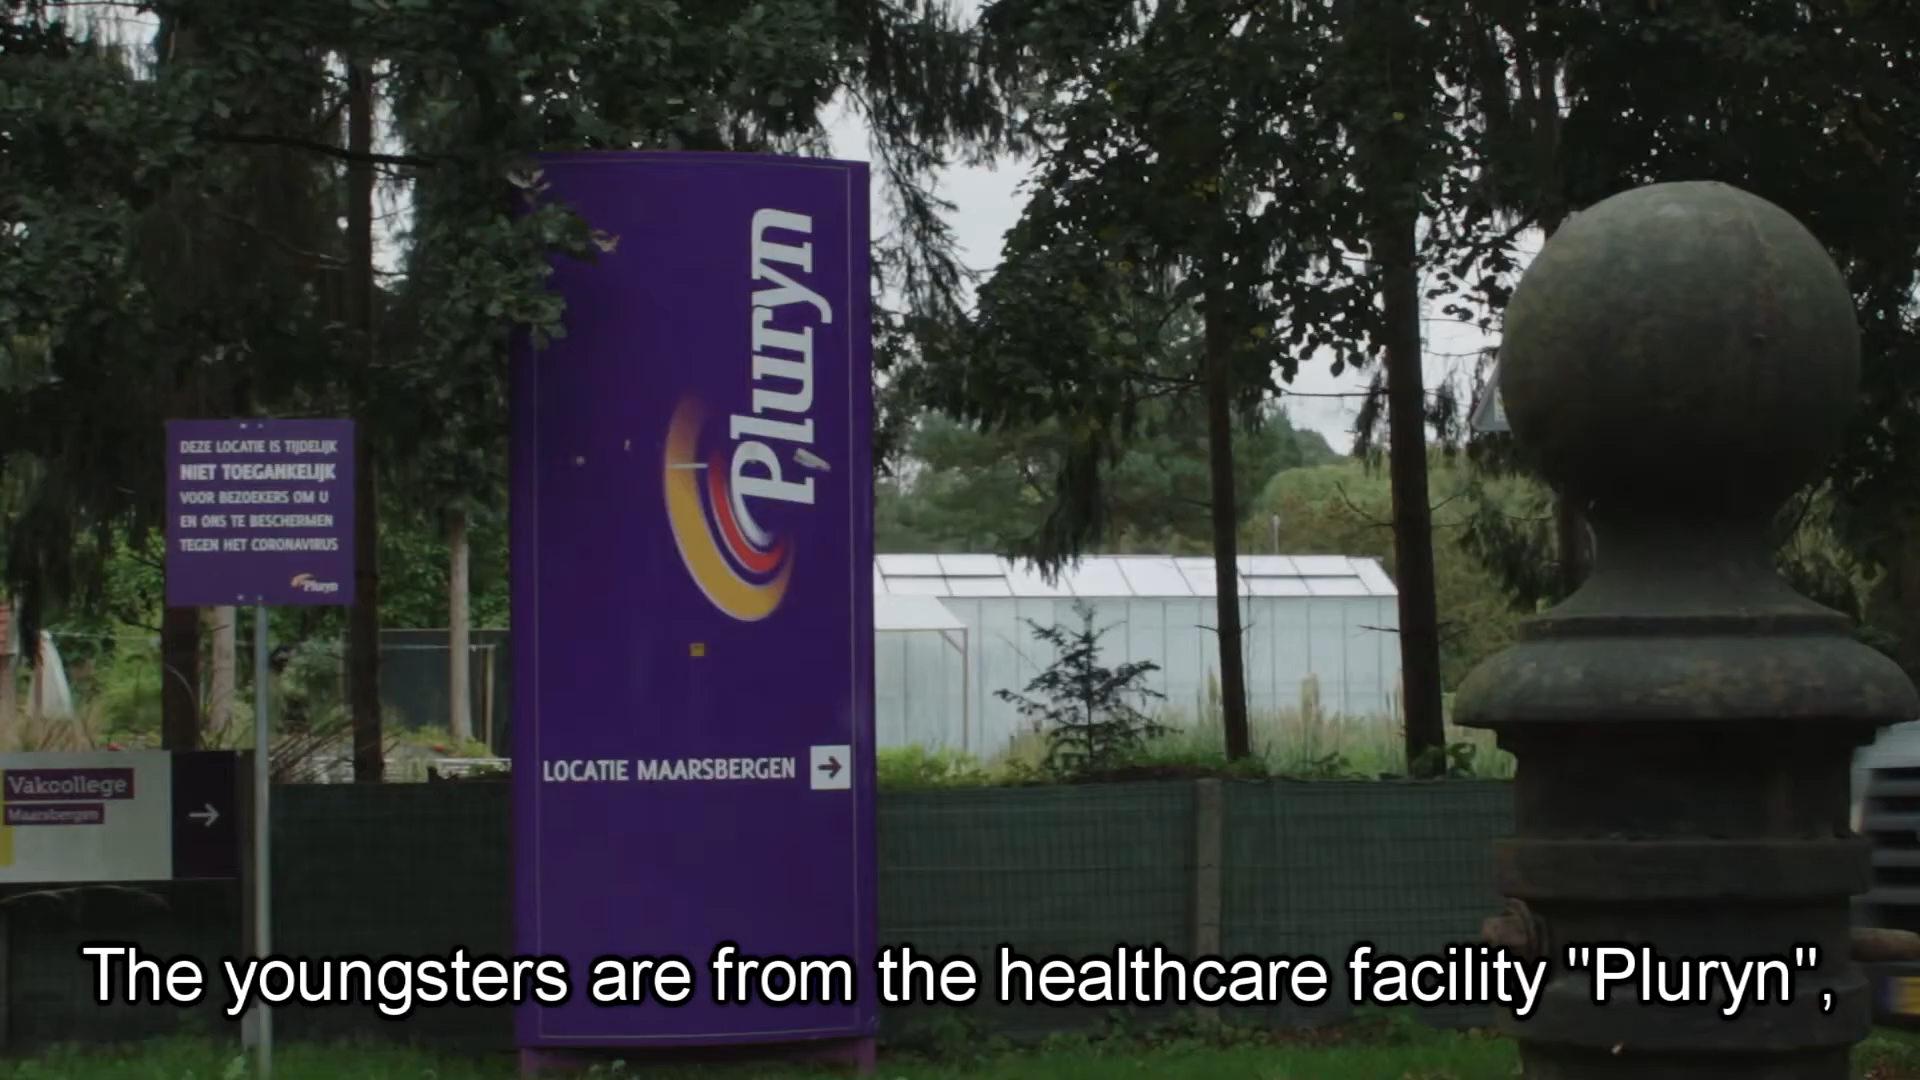 DEZE LOCATIE IS TIJDELIJK
NIET TOEGANKELIJK
VOOR BEZOEKERS OM U
EN ONS TE BESCHERMEN
TEGEN HET CORONAVIRUS
Pluryn
Pluryn
LOCATIE MAARSBERGEN
Vakcollege
Maarsbergen
The youngsters are from the healthcare facility "Pluryn",